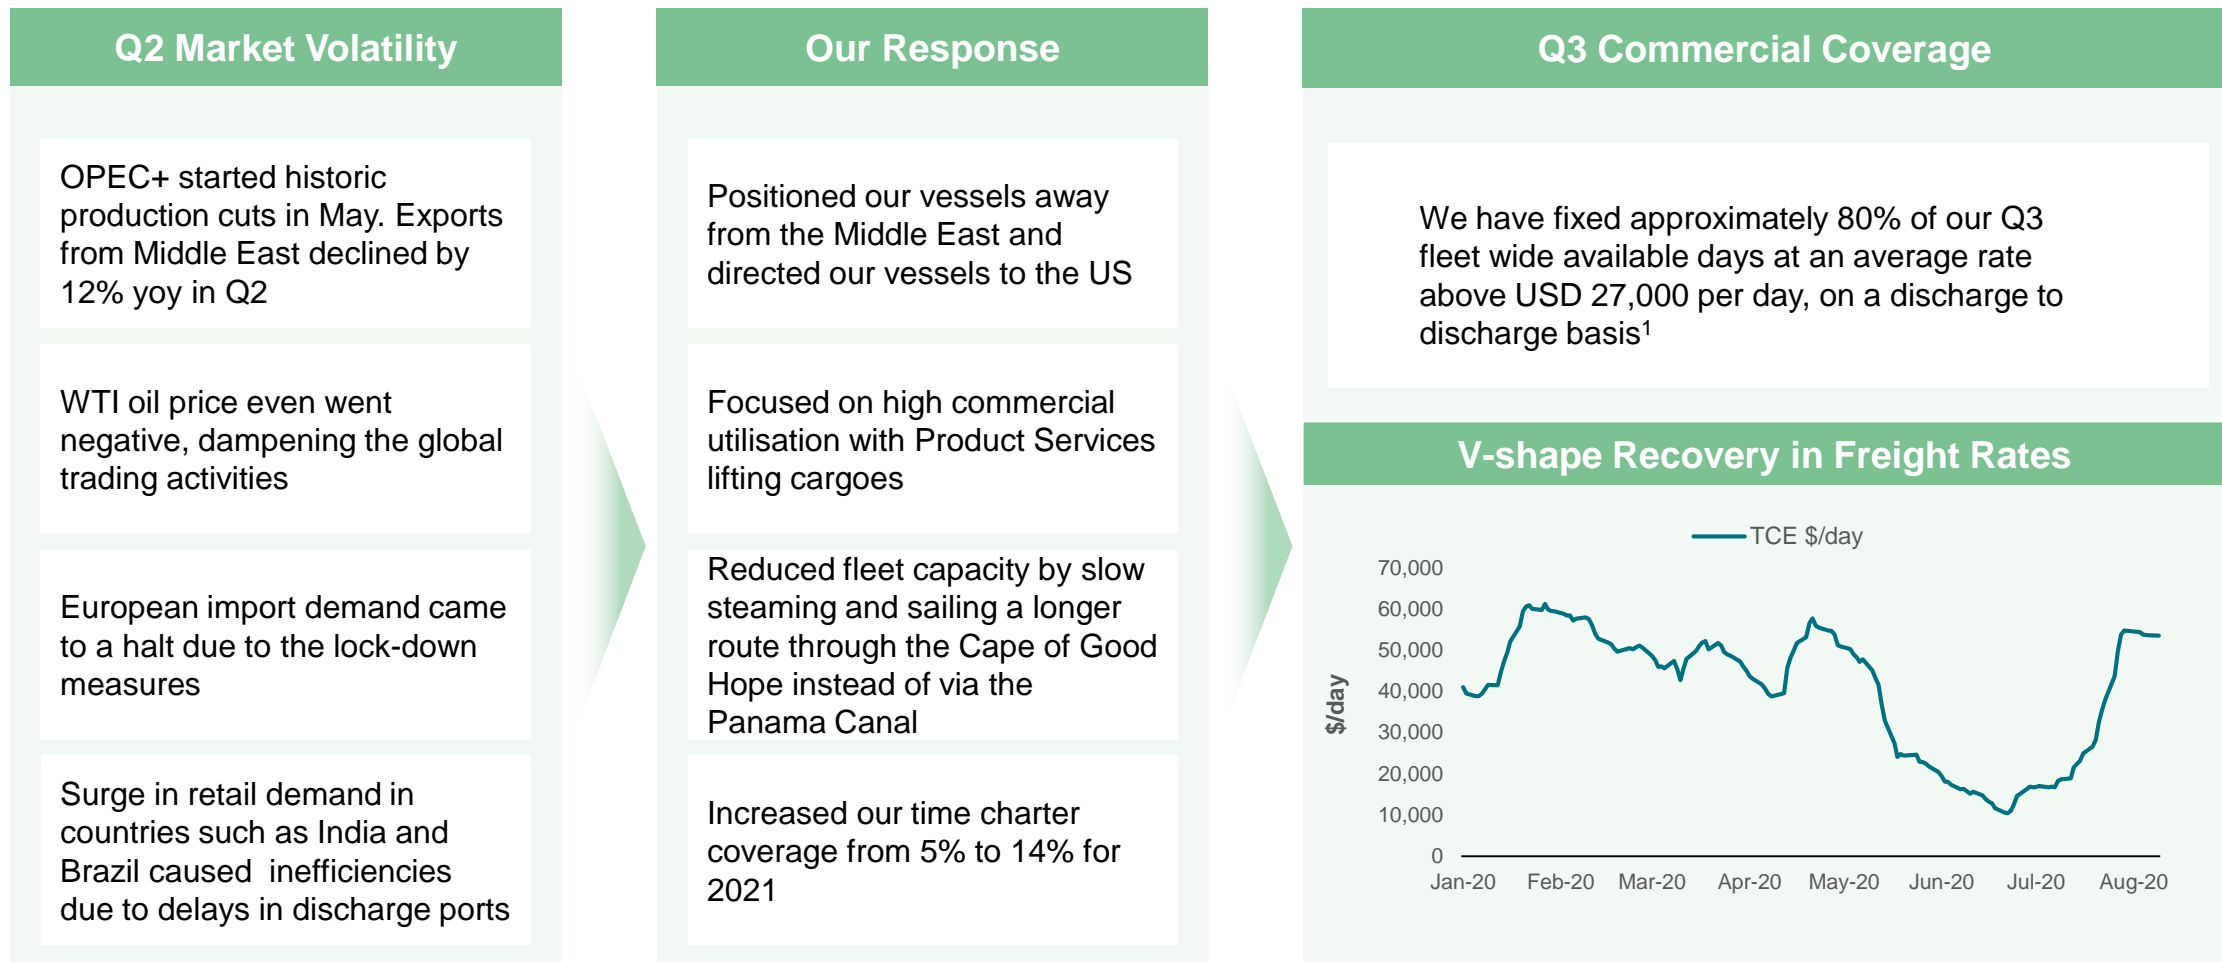 Q2 Market Volatility
OPEC+ started historic
production cuts in May. Exports
from Middle East declined by
12% yoy in Q2
WTI oil price even went
negative, dampening the global
trading activities
European import demand came
to a halt due to the lock-down
measures
Surge in retail demand in
countries such as India and
Brazil caused  inefficiencies
due to delays in discharge ports
Our Response
Positioned our vessels away
from the Middle East and
directed our vessels to the US
Focused on high commercial
utilisation with Product Services
lifting cargoes
Reduced fleet capacity by slow
steaming and sailing a longer
route through the Cape of Good
Hope instead of via the
Panama Canal
Increased our time charter
coverage from 5% to 14% for
2021
Q3 Commercial Coverage
We have fixed approximately 80% of our Q3
fleet wide available days at an average rate
above USD 27,000 per day, on a discharge to
discharge basis¹
V-shape Recovery in Freight Rates
TCE $/day
$/day
70,000
60,000
50,000
40,000
30,000
20,000
10,000
0
Jan-20 Feb-20 Mar-20 Apr-20 May-20 Jun-20 Jul-20 Aug-20